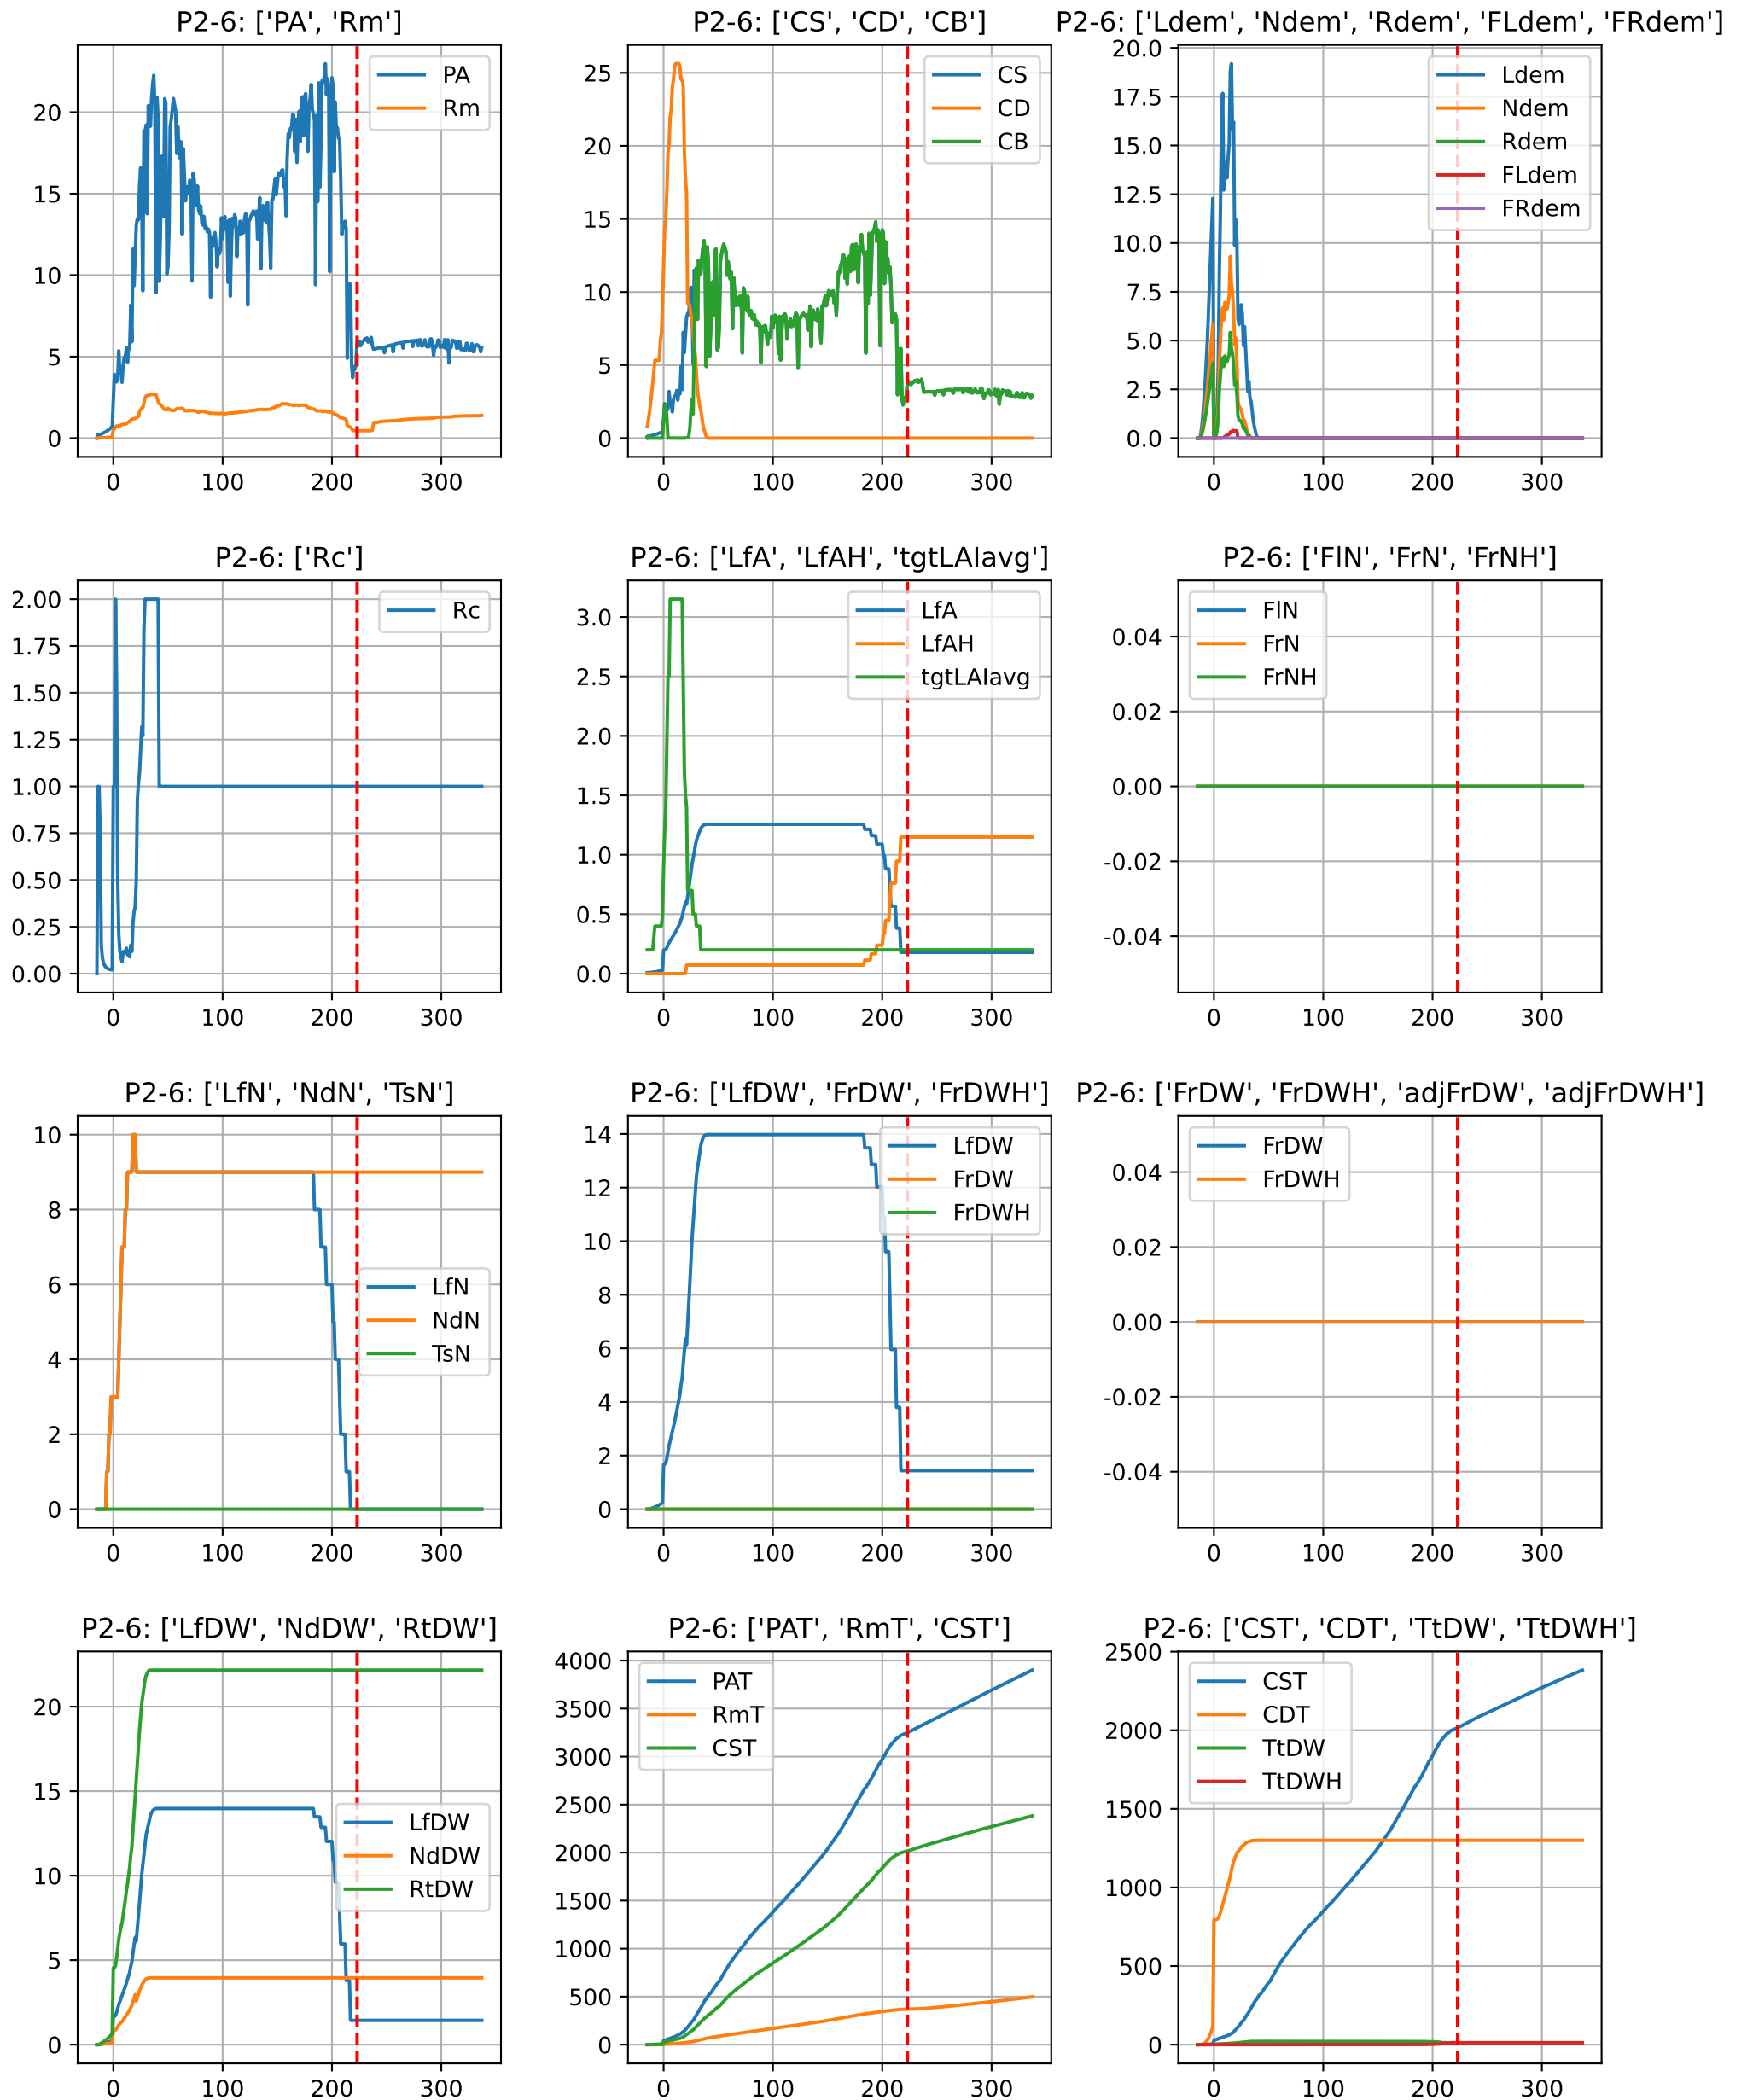 P2-6: ['PA', 'Rm']
PA
Rm
20
15
10
5
0
0 100 200 300
P2-6: ['CS', 'CD', 'CB']
CS
CD
CB
25
20
15
10
5
0
0 100 200 300
P2-6: ['Ldem', 'Ndem', 'Rdem', 'FLdem', 'FRdem']
Ldem
Ndem
Rdem
FLdem
FRdem
20.0
17.5
15.0
12.5
10.0
7.5
5.0
2.5
0.0
0 100 200 300
P2-6: ['Rc']
Rc
2.00
1.75
1.50
1.25
1.00
0.75
0.50
0.25
0.00
0 100 200 300
P2-6: ['LfA', 'LfAH', 'tgtLAIavg']
LfA
LfAH
tgtLAIavg
3.0
2.5
2.0
1.5
1.0
0.5
0.0
0 100 200 300
P2-6: ['FlN', 'FrN', 'FrNH']
FlN
FrN
FrNH
0.04
0.02
0.00
-0.02
-0.04
0 100 200 300
P2-6: ['LfN', 'NdN', 'TsN']
LfN
NdN
TsN
10
8
6
4
2
0
0 100 200 300
P2-6: ['LfDW', 'FrDW', 'FrDWH']
LfDW
FrDW
FrDWH
14
12
10
8
6
4
2
0
0 100 200 300
P2-6: ['FrDW', 'FrDWH', 'adjFrDW', 'adjFrDWH']
FrDW
FrDWH
0.04
0.02
0.00
-0.02
-0.04
0 100 200 300
P2-6: ['LfDW', 'NdDW', 'RtDW']
LfDW
NdDW
RtDW
20
15
10
5
0
0 100 200 300
P2-6: ['PAT', 'RmT', 'CST']
PAT
RmT
CST
4000
3500
3000
2500
2000
1500
1000
500
0
0 100 200 300
P2-6: ['CST', 'CDT', 'TtDW', 'TtDWH']
CST
CDT
TtDW
TtDWH
2500
2000
1500
1000
500
0
0 100 200 300